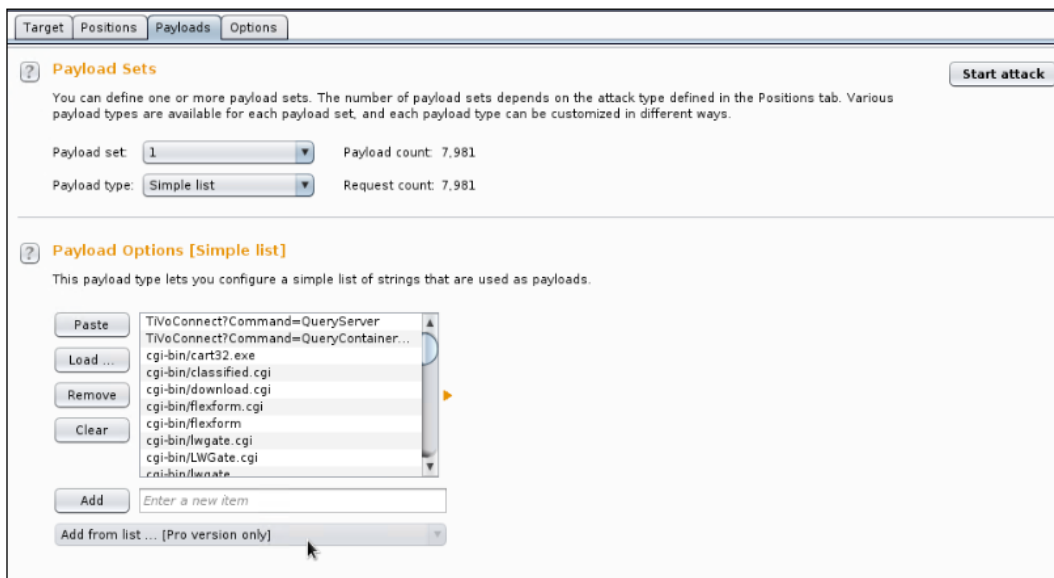 Target Positions Payloads Options
? Payload Sets
Start attack
You can define one or more payload sets. The number of payload sets depends on the attack type defined in the Positions tab. Various
payload types are available for each payload set, and each payload type can be customized in different ways.
Payload set: 1 Payload count: 7,981
Payload type: Simple list Request count: 7,981
? Payload Options [Simple list]
This payload type lets you configure a simple list of strings that are used as payloads.
Paste
Load ...
Remove
Clear
TiVoConnect?Command=QueryServer
TiVoConnect?Command=QueryContainer...
cgi-bin/cart32.exe
cgi-bin/classified.cgi
cgi-bin/download.cgi
cgi-bin/flexform.cgi
cgi-bin/flexform
cgi-bin/lwgate.cgi
cgi-bin/LWGate.cgi
cgi-bin/lwgate
Add Enter a new item
Add from list ... [Pro version only]